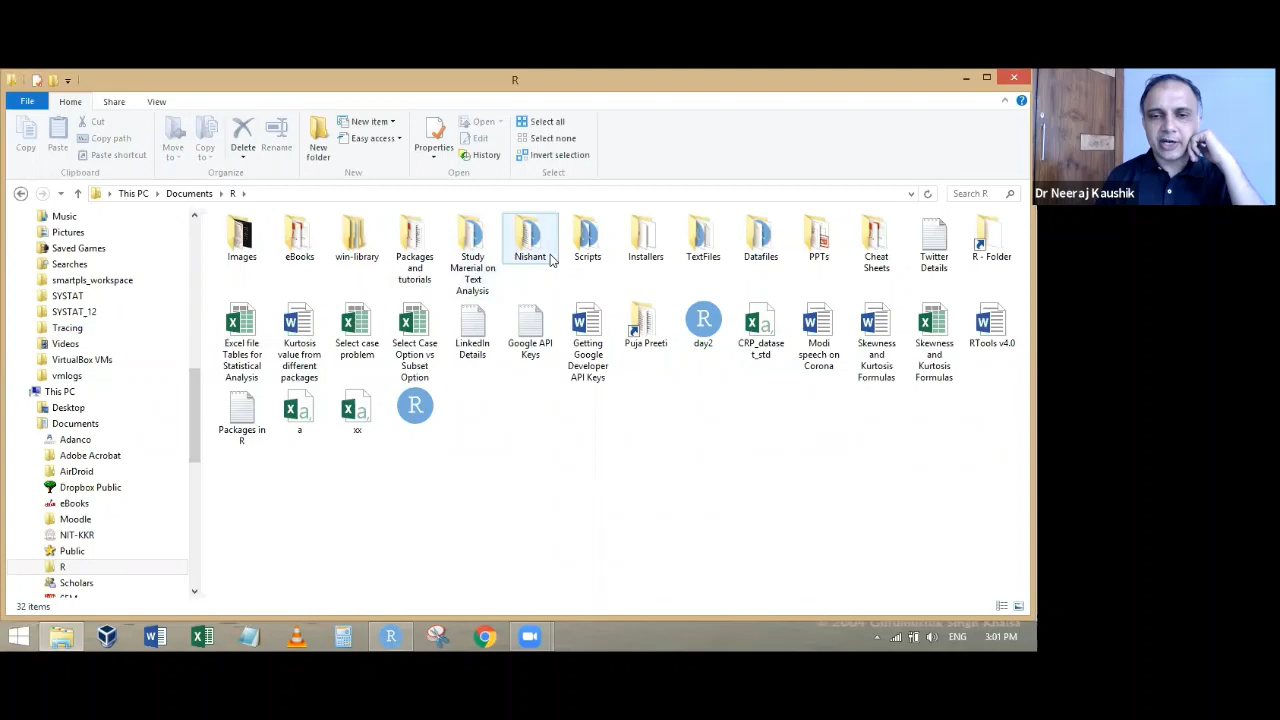 R
File
Home
Share
View
Copy
Paste
Cut
Copy path
Paste shortcut
Clipboard
Move to
Copy to
Delete
Rename
Organize
New folder
New item
Easy access
New
Properties
Open
Edit
History
Open
Select all
Select none
Invert selection
Select
This PC
Documents
R
Search R
Dr Neeraj Kaushik
Music
Pictures
Saved Games
Searches
smartpls_workspace
SYSTAT
SYSTAT_12
Tracing
Videos
VirtualBox VMs
vmlogs
This PC
Desktop
Documents
Adanco
Adobe Acrobat
AirDroid
Dropbox Public
eBooks
Moodle
NIT-KKR
Public
R
Scholars
Images
eBooks
win-library
Packages
and
tutorials
Study
Marerial on
Text
Analysis
Nishant
Scripts
Installers
TextFiles
Datafiles
PPTs
Cheat
Sheets
Twitter
Details
R - Folder
Excel file
Tables for
Statistical
Analysis
Kurtosis
value from
different
packages
Select case
problem
Select Case
Option vs
Subset
Option
LinkedIn
Details
Google API
Keys
Getting
Google
Developer
API Keys
Puja Preeti
R
day2
CRP_datase
t_std
Modi
speech on
Corona
Skewness
and
Kurtosis
Formulas
Skewness
and
Kurtosis
Formulas
RTools v4.0
Packages in
R
a
xx
R
32 items
ENG
3:01 PM